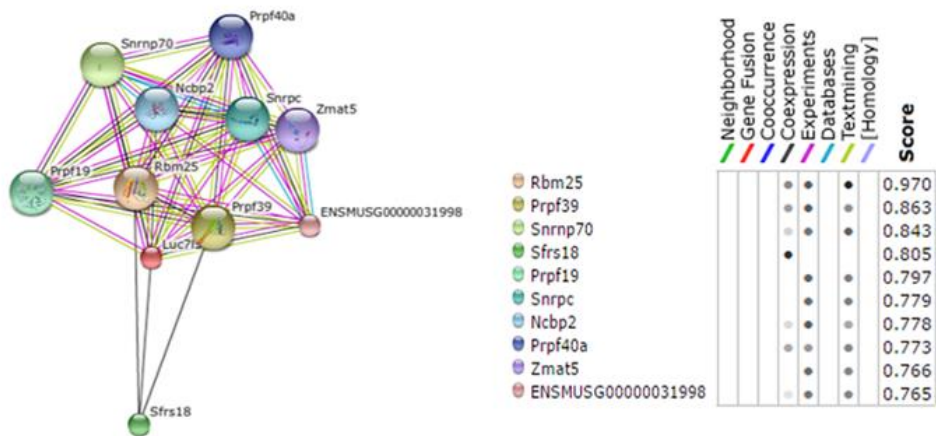 Prpf40a
Snrnp70
Ncbp2
Snrpc
Zmat5
Prpf19
Rbm25
Prpf39
ENSMUSG00000031998
Luc7l3
Sfrs18
Neighborhood
Gene Fusion
Cooccurrence
Coexpression
Experiments
Databases
Textmining
[Homology]
Score
Rbm25 0.970
Prpf39 0.863
Snrnp70 0.843
Sfrs18 0.805
Prpf19 0.797
Snrpc 0.779
Ncbp2 0.778
Prpf40a 0.773
Zmat5 0.766
ENSMUSG00000031998 0.765